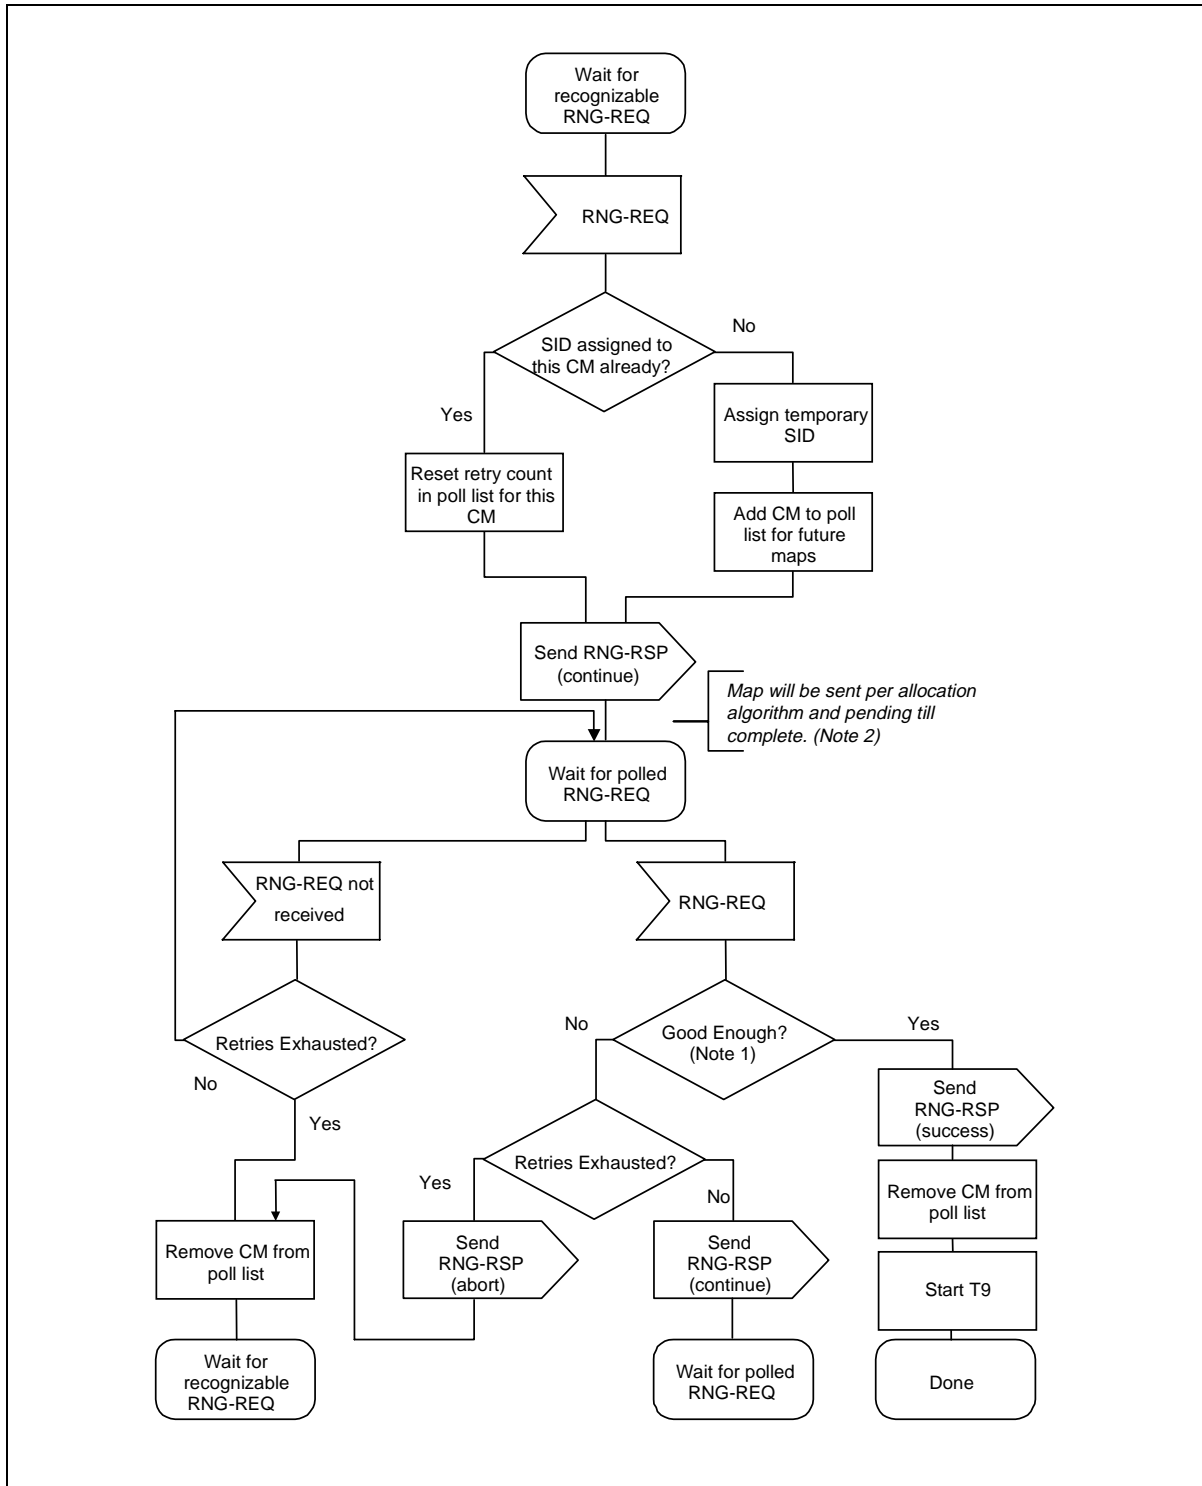 Wait for
recognizable
RNG-REQ
RNG-REQ
No
SID assigned to
this CM already?
Yes
Assign temporary
SID
Reset retry count
in poll list for this
CM
Add CM to poll
list for future
maps
Send RNG-RSP
(continue)
Map will be sent per allocation
algorithm and pending till
complete. (Note 2)
Wait for polled
RNG-REQ
RNG-REQ not
received
RNG-REQ
No
Good Enough?
(Note 1)
Yes
Retries Exhausted?
No
Yes
Send
RNG-RSP
(success)
Retries Exhausted?
Yes
No
Remove CM from
poll list
Remove CM from
poll list
Send
RNG-RSP
(abort)
Send
RNG-RSP
(continue)
Start T9
Wait for
recognizable
RNG-REQ
Wait for polled
RNG-REQ
Done